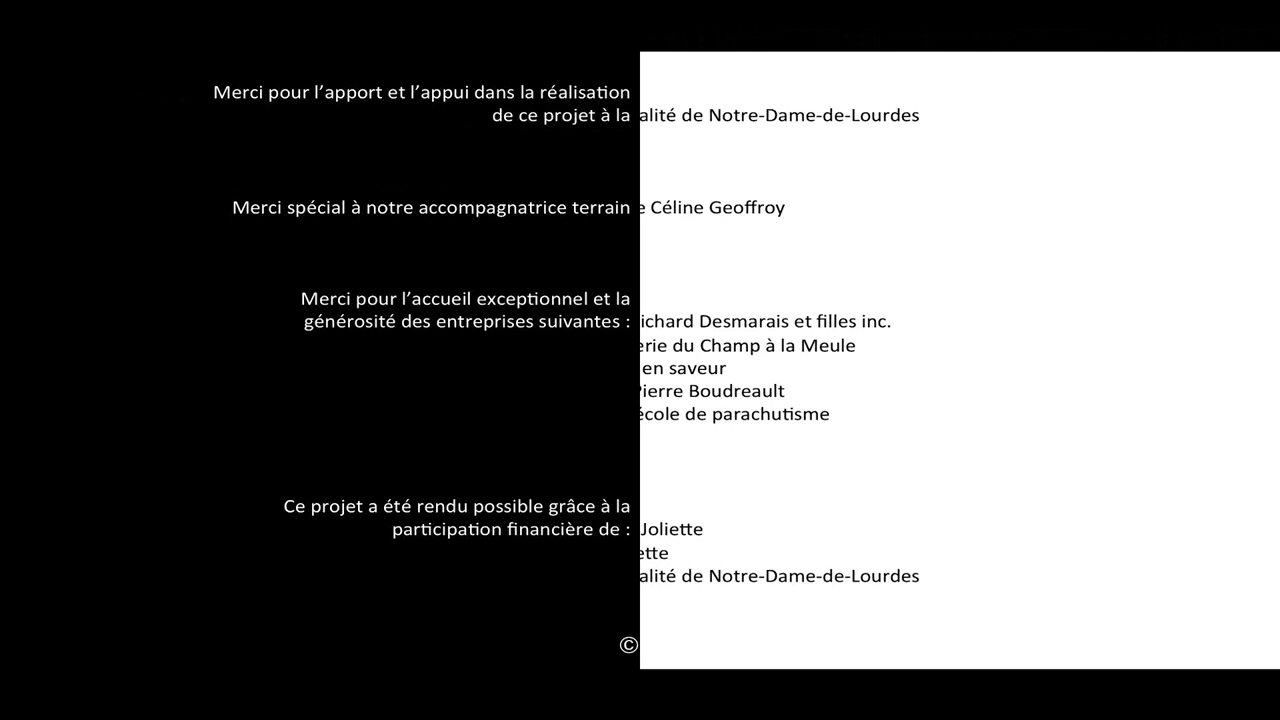 Merci pour l’apport et l’appui dans la réalisation
de ce projet à la alité de Notre-Dame-de-Lourdes
Merci spécial à notre accompagnatrice terrain e Céline Geoffroy
Merci pour l’accueil exceptionnel et la
générosité des entreprises suivantes : ichard Desmarais et filles inc.
erie du Champ à la Meule
en saveur
Pierre Boudreault
école de parachutisme
Ce projet a été rendu possible grâce à la
participation financière de : Joliette
ette
alité de Notre-Dame-de-Lourdes
©